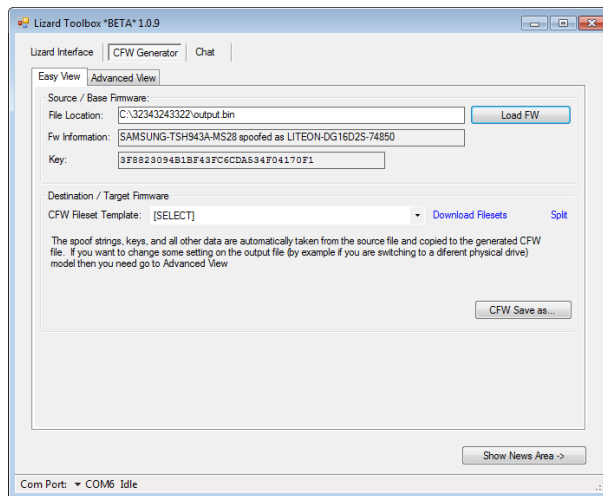 Lizard Toolbox *BETA* 1.0.9
Lizard Interface CFW Generator Chat
Easy View Advanced View
Source / Base Firmware:
File Location: C:\32343243322\output.bin Load FW
Fw Information: SAMSUNG-TSH943A-MS28 spoofed as LITEON-DG16D2S-74850
Key: 3F8823094B1BF43FC6CDA534F04170F1
Destination / Target Firmware
CFW Fileset Template: [SELECT] Download Filesets Split
The spoof strings, keys, and all other data are automatically taken from the source file and copied to the generated CFW
file. If you want to change some setting on the output file (by example if you are switching to a diferent physical drive)
model then you need go to Advanced View
CFW Save as...
Show News Area ->
Com Port: COM6 Idle